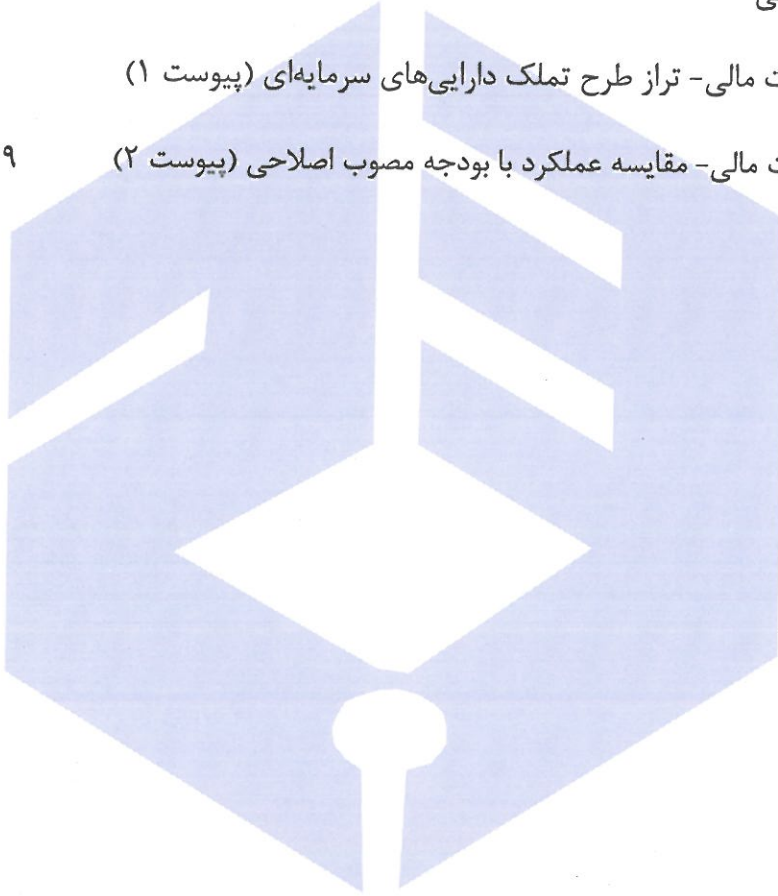 ت مالی- تراز طرح تملک دارایی‌های سرمایه‌ای (پیوست ۱)
ت مالی- مقایسه عملکرد با بودجه مصوب اصلاحی (پیوست ۲) ۹